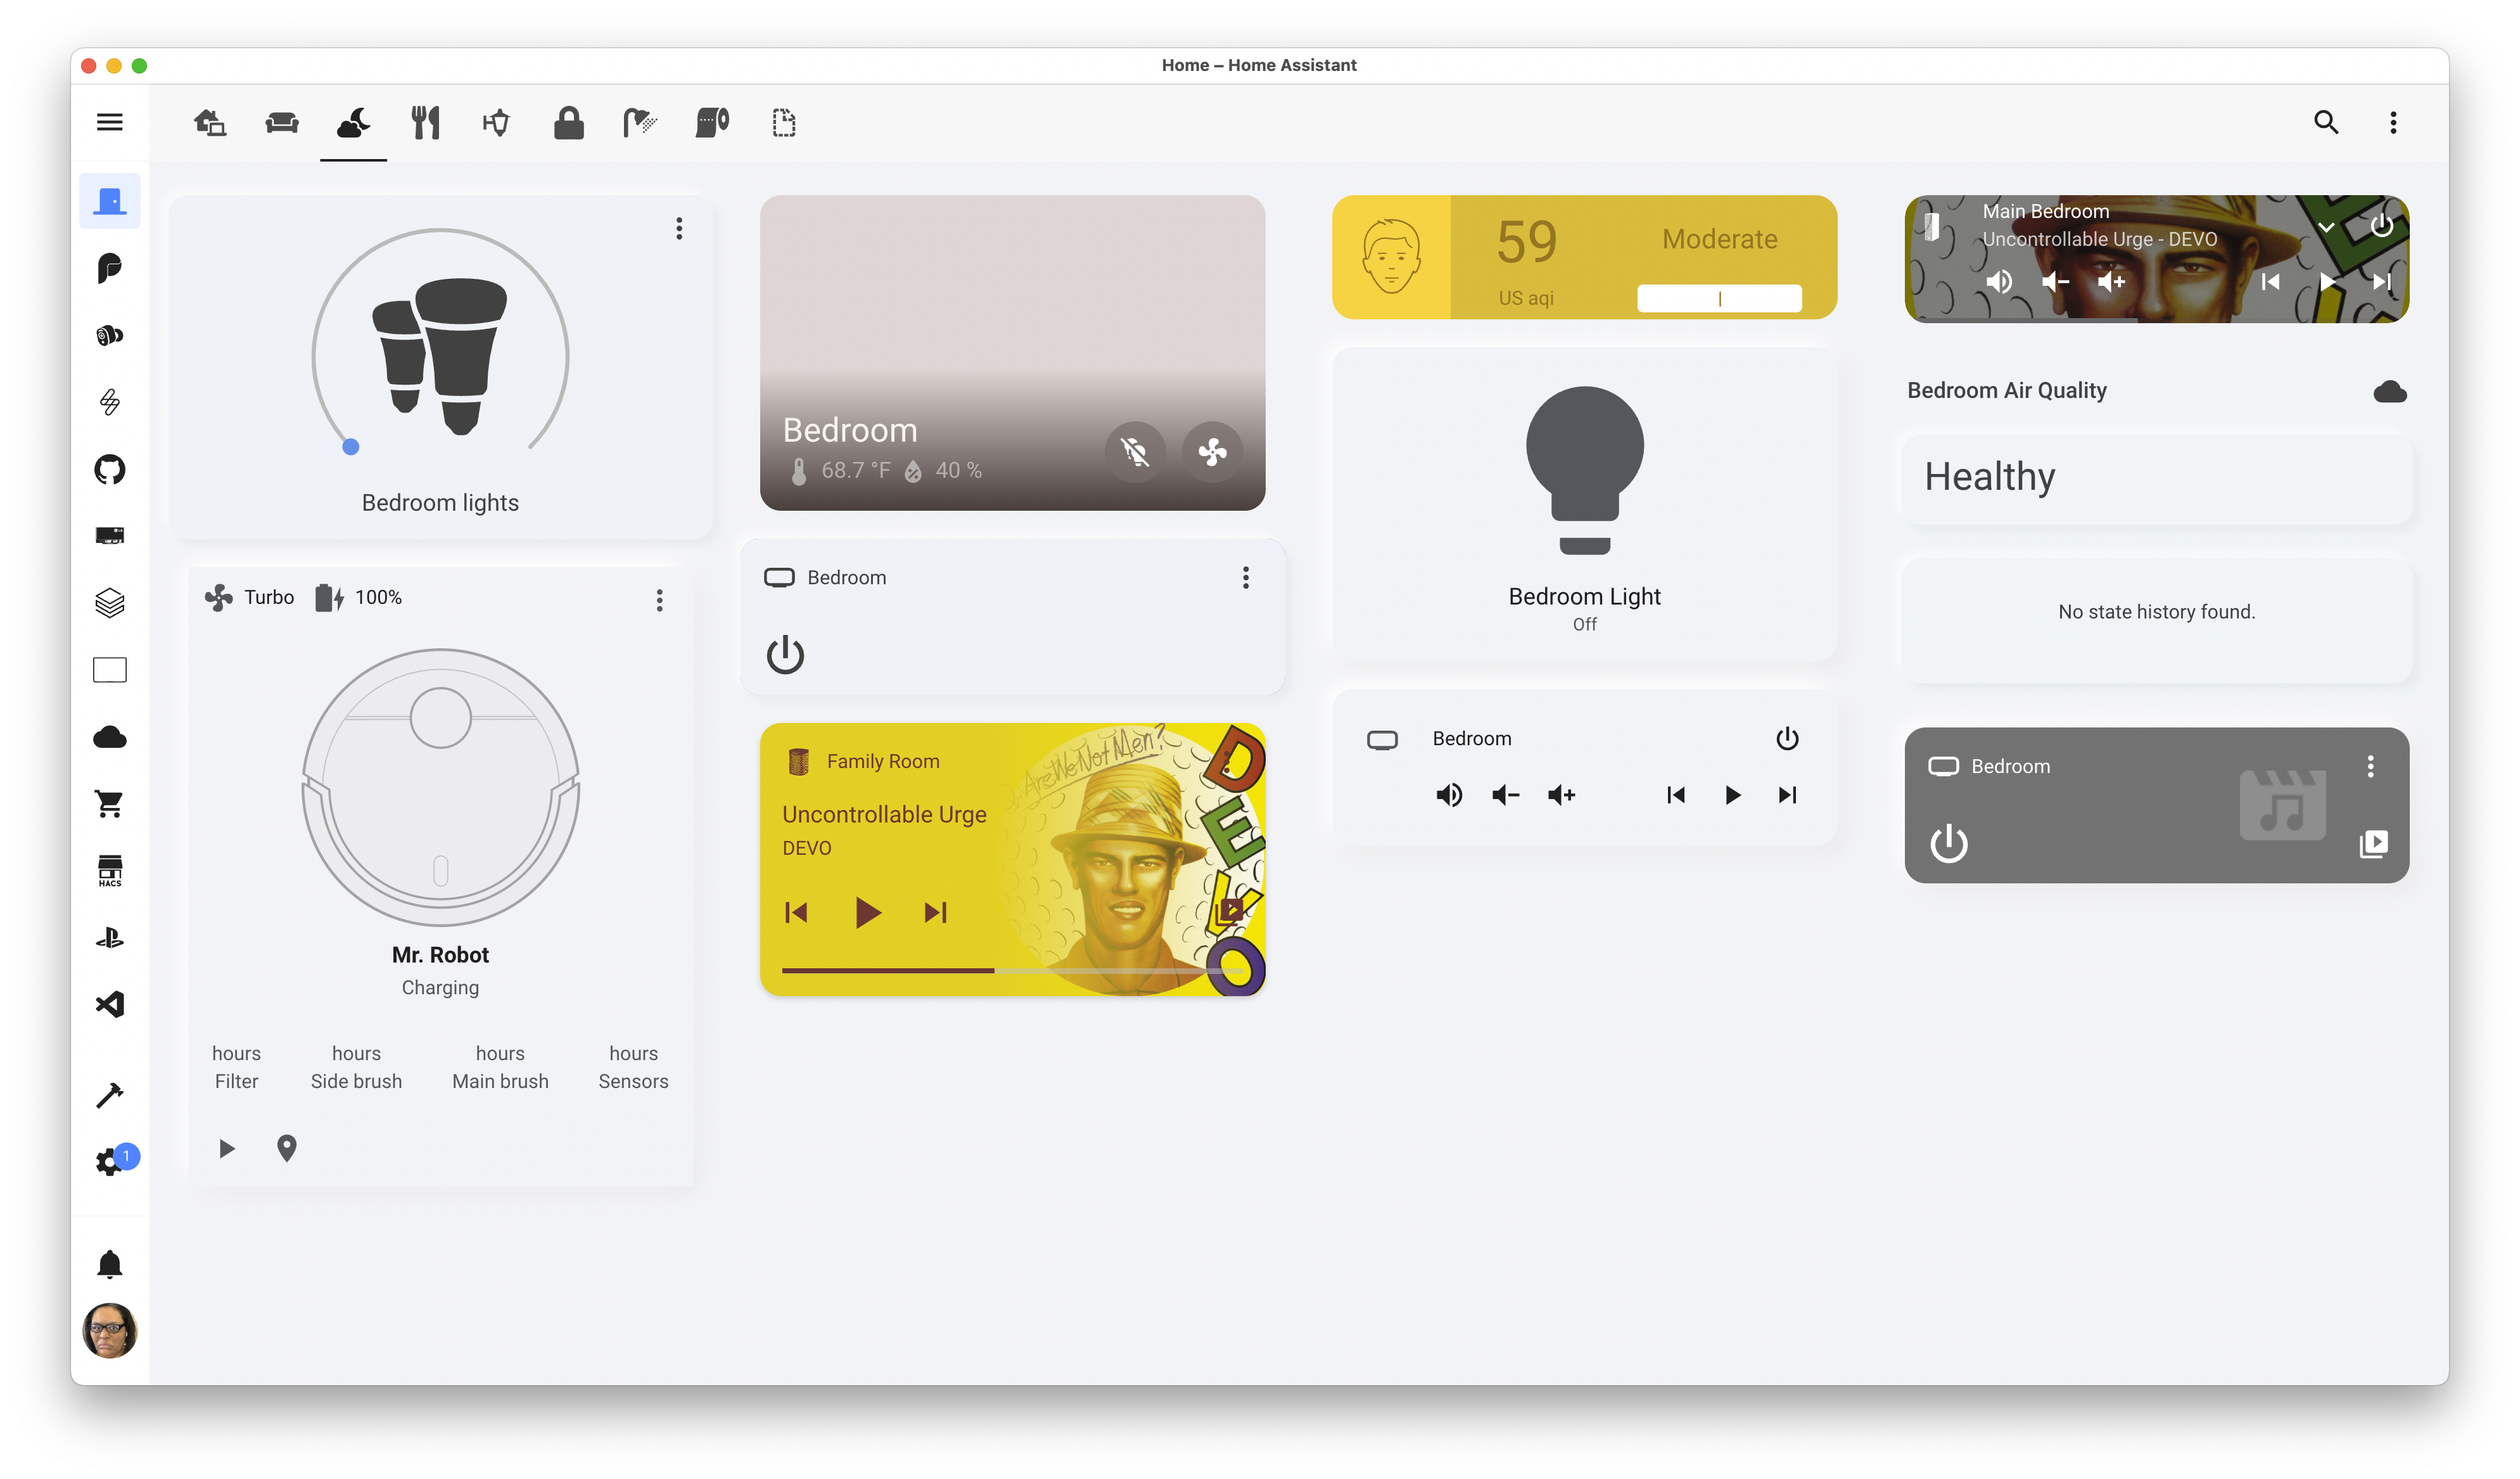 Home – Home Assistant
Bedroom lights
Turbo
100%
Mr. Robot
Charging
hours
Filter
hours
Side brush
hours
Main brush
hours
Sensors
Bedroom
68.7 °F
40 %
Bedroom
Family Room
Uncontrollable Urge
DEVO
Are We Not Men?
DEVO
59
US aqi
Moderate
Bedroom Light
Off
Bedroom
Main Bedroom
Uncontrollable Urge - DEVO
Bedroom Air Quality
Healthy
No state history found.
Bedroom
HACS
1